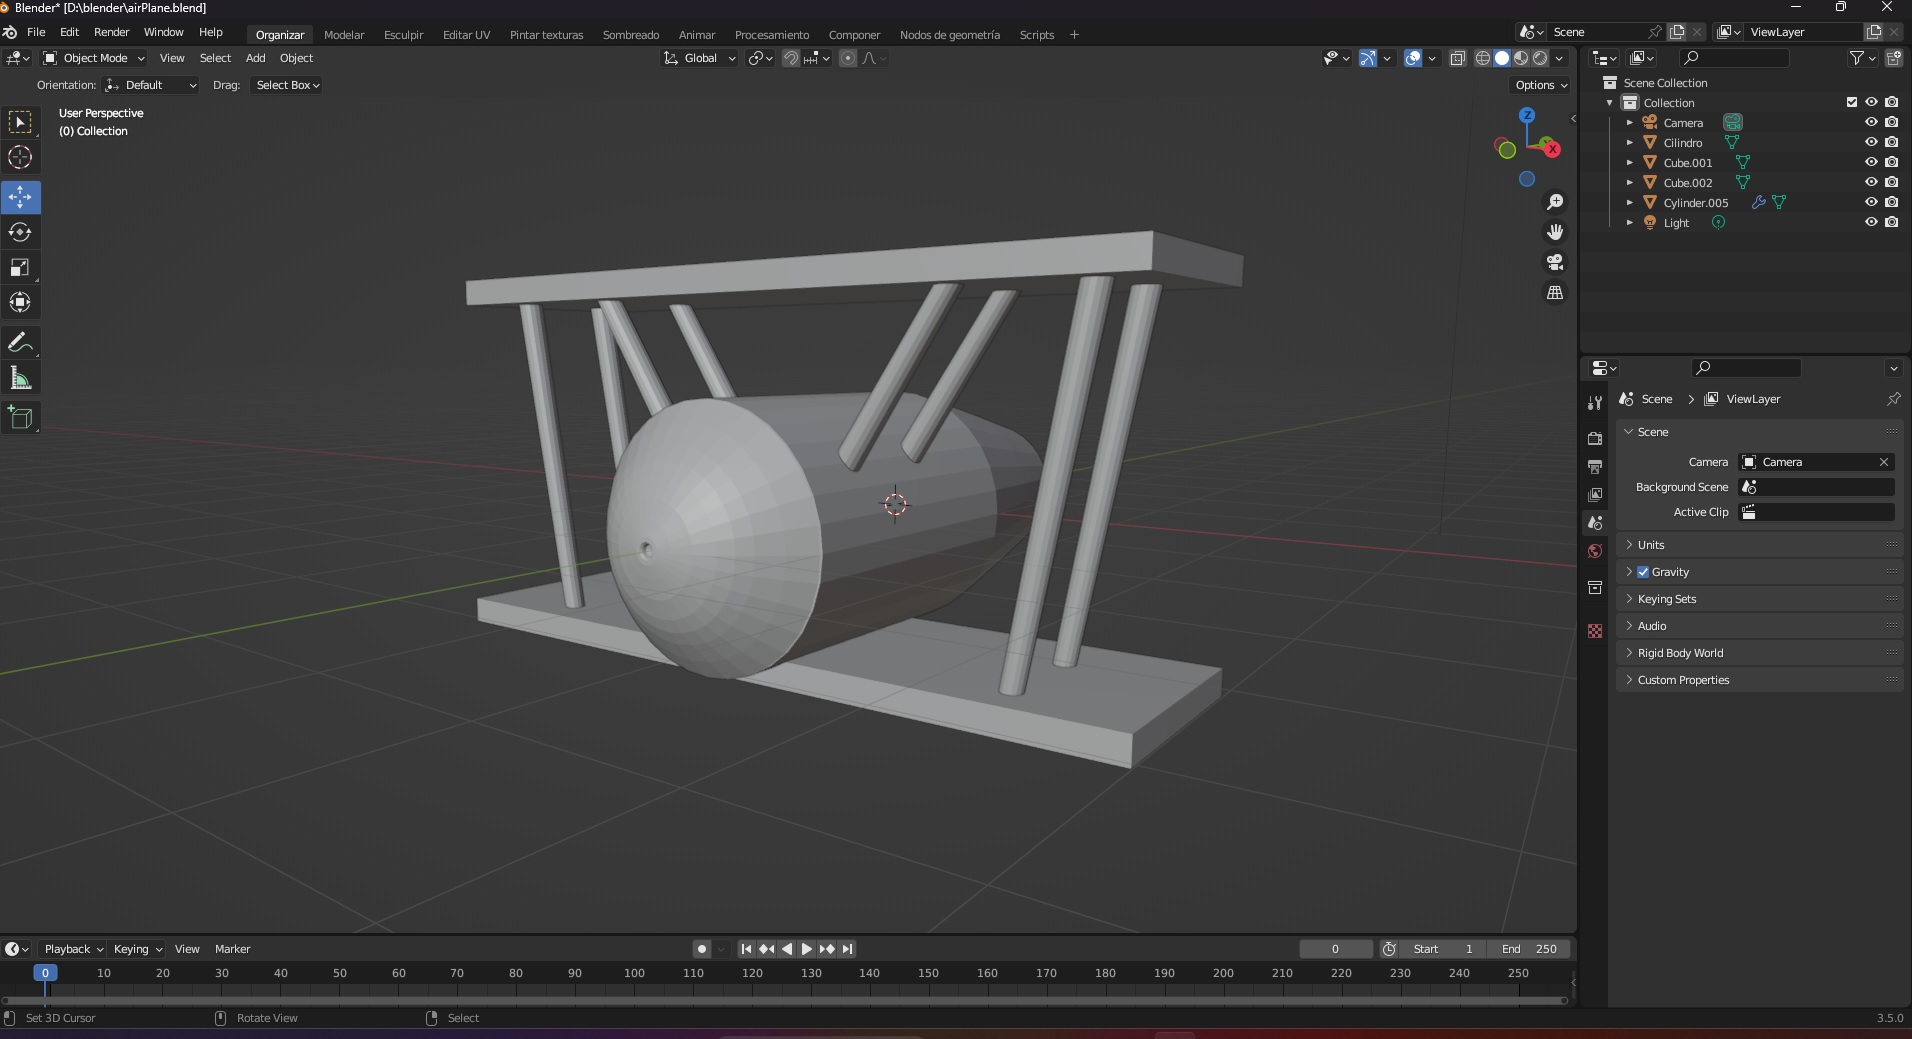 Blender* [D:\blender\airPlane.blend]
File Edit Render Window Help Organizar Modelar Esculpir Editar UV Pintar texturas Sombreado Animar Procesamiento Componer Nodos de geometría Scripts + Scene ViewLayer
Object Mode View Select Add Object Global
Orientation: Default Drag: Select Box Options
User Perspective
(0) Collection
Z
X
Scene Collection
Collection
Camera
Cilindro
Cube.001
Cube.002
Cylinder.005
Light
Scene > ViewLayer
Scene
Camera Camera
Background Scene
Active Clip
Units
Gravity
Keying Sets
Audio
Rigid Body World
Custom Properties
Playback Keying View Marker 0 Start 1 End 250
0 10 20 30 40 50 60 70 80 90 100 110 120 130 140 150 160 170 180 190 200 210 220 230 240 250
Set 3D Cursor Rotate View Select 3.5.0